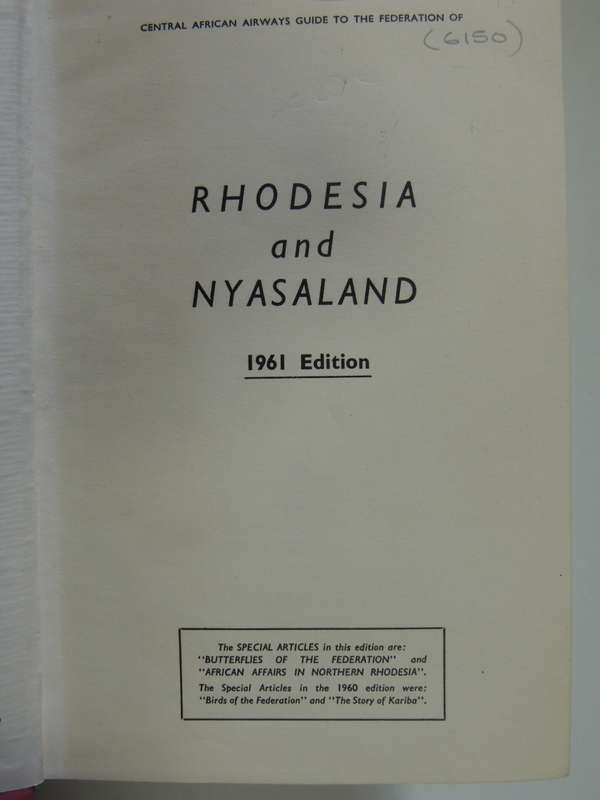 CENTRAL AFRICAN AIRWAYS GUIDE TO THE FEDERATION OF
(6150)
RHODESIA
and
NYASALAND
1961 Edition
The SPECIAL ARTICLES in this edition are:
"BUTTERFLIES OF THE FEDERATION" and
"AFRICAN AFFAIRS IN NORTHERN RHODESIA".
The Special Articles in the 1960 edition were:
"Birds of the Federation" and "The Story of Kariba".